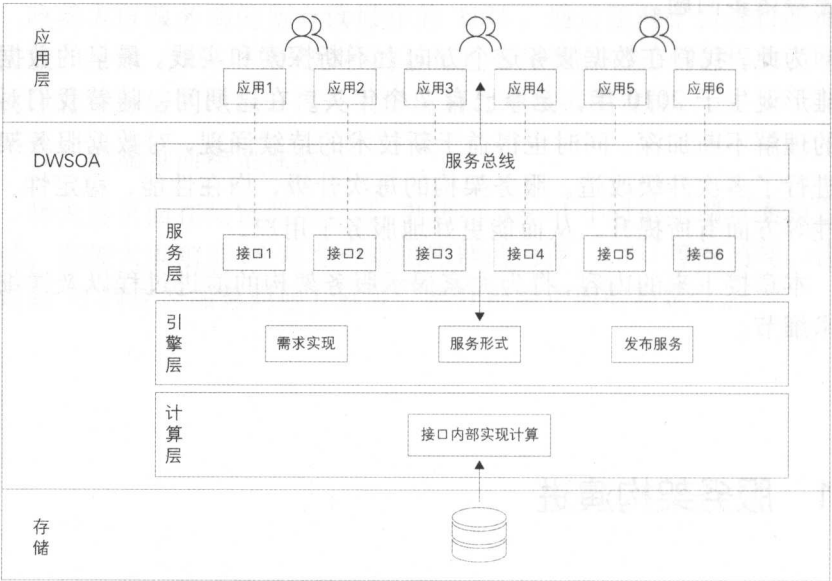 应用层
应用1 应用2 应用3 应用4 应用5 应用6
DWSOA
服务总线
服务层
接口1 接口2 接口3 接口4 接口5 接口6
引擎层
需求实现 服务形式 发布服务
计算层
接口内部实现计算
存储